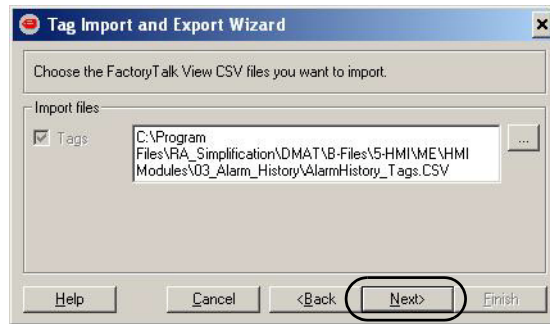 Tag Import and Export Wizard
Choose the FactoryTalk View CSV files you want to import.
Import files
Tags
C:\Program
Files\RA_Simplification\DMAT\B-Files\5-HMI\ME\HMI
Modules\03_Alarm_History\AlarmHistory_Tags.CSV
...
Help Cancel <Back Next> Finish